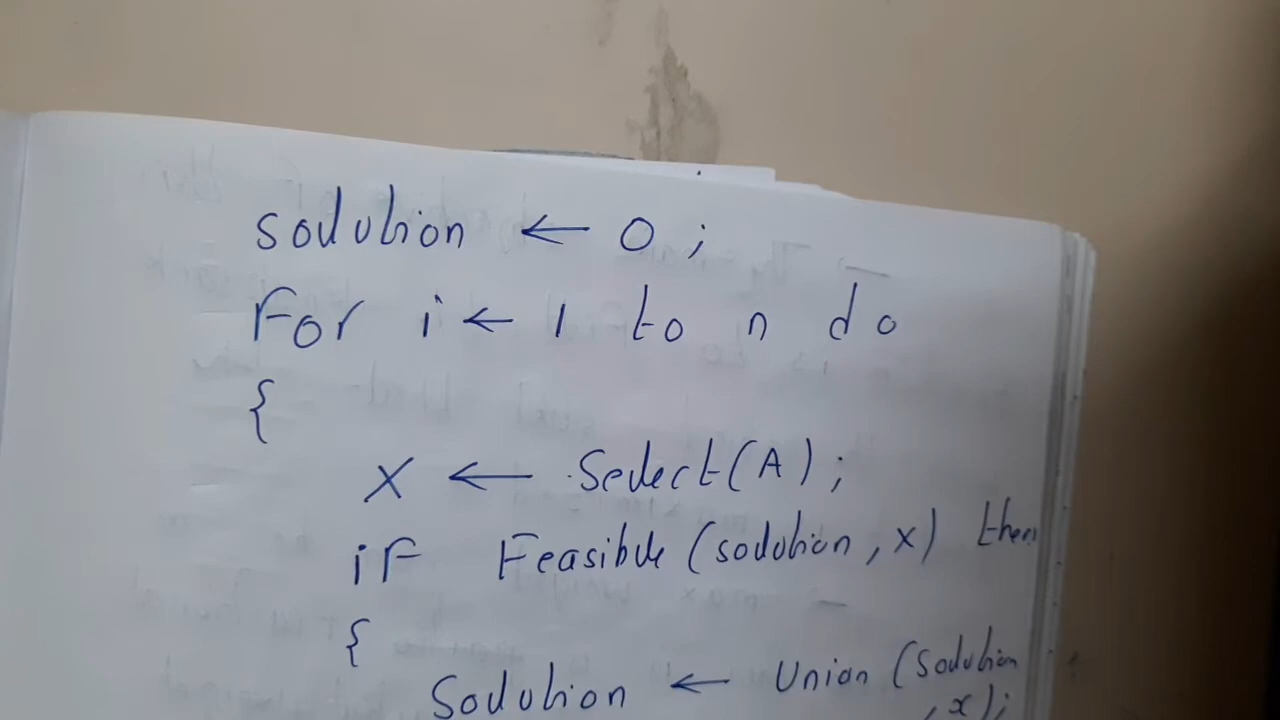 solution ← 0 ;
For i ← 1 to n do
{
X ← Select(A) ;
if Feasible (solution , x) then
{
Solution ← Union (Solution
, x) ;